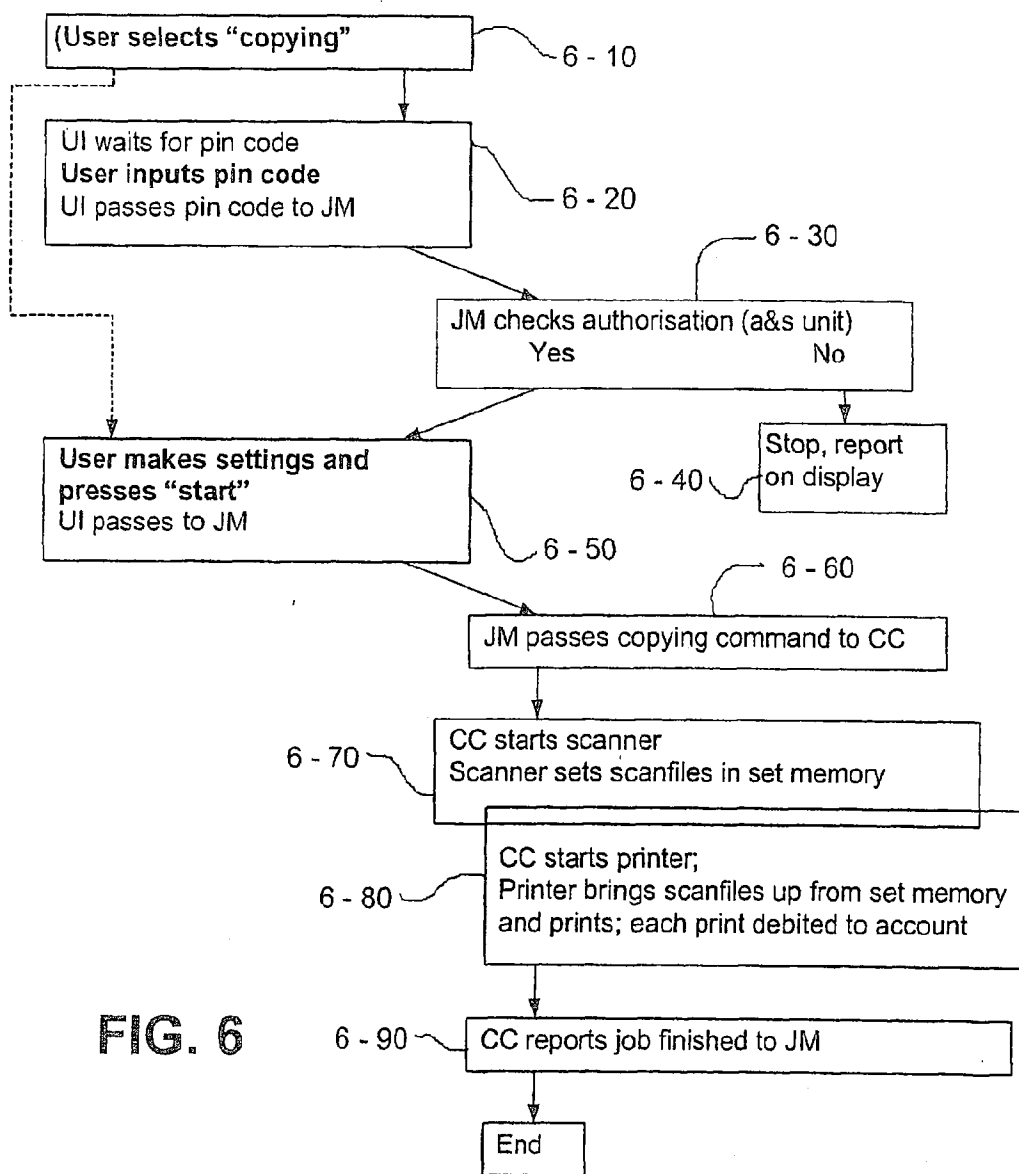 (User selects “copying”
6 - 10
UI waits for pin code
User inputs pin code
UI passes pin code to JM
6 - 20
6 - 30
JM checks authorisation (a&s unit)
Yes No
Stop, report
on display
6 - 40
User makes settings and
presses “start”
UI passes to JM
6 - 50
6 - 60
JM passes copying command to CC
CC starts scanner
Scanner sets scanfiles in set memory
6 - 70
CC starts printer;
Printer brings scanfiles up from set memory
and prints; each print debited to account
6 - 80
FIG. 6
6 - 90
CC reports job finished to JM
End